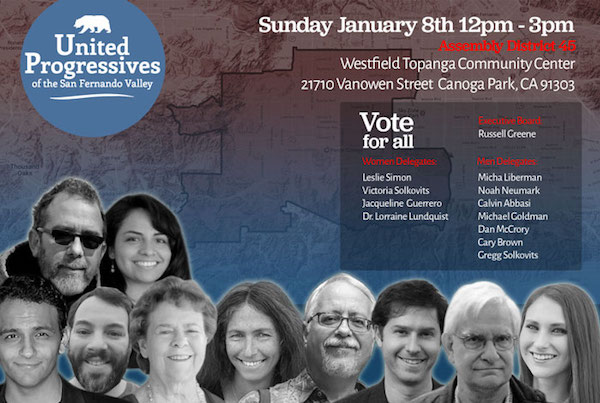 United
Progressives
of the San Fernando Valley
Sunday January 8th 12pm - 3pm
Assembly District 45
Westfield Topanga Community Center
21710 Vanowen Street Canoga Park, CA 91303
Vote
for all
Executive Board:
Russell Greene
Women Delegates:
Leslie Simon
Victoria Solkovits
Jacqueline Guerrero
Dr. Lorraine Lundquist
Men Delegates:
Micha Liberman
Noah Neumark
Calvin Abbasi
Michael Goldman
Dan McCrory
Cary Brown
Gregg Solkovits